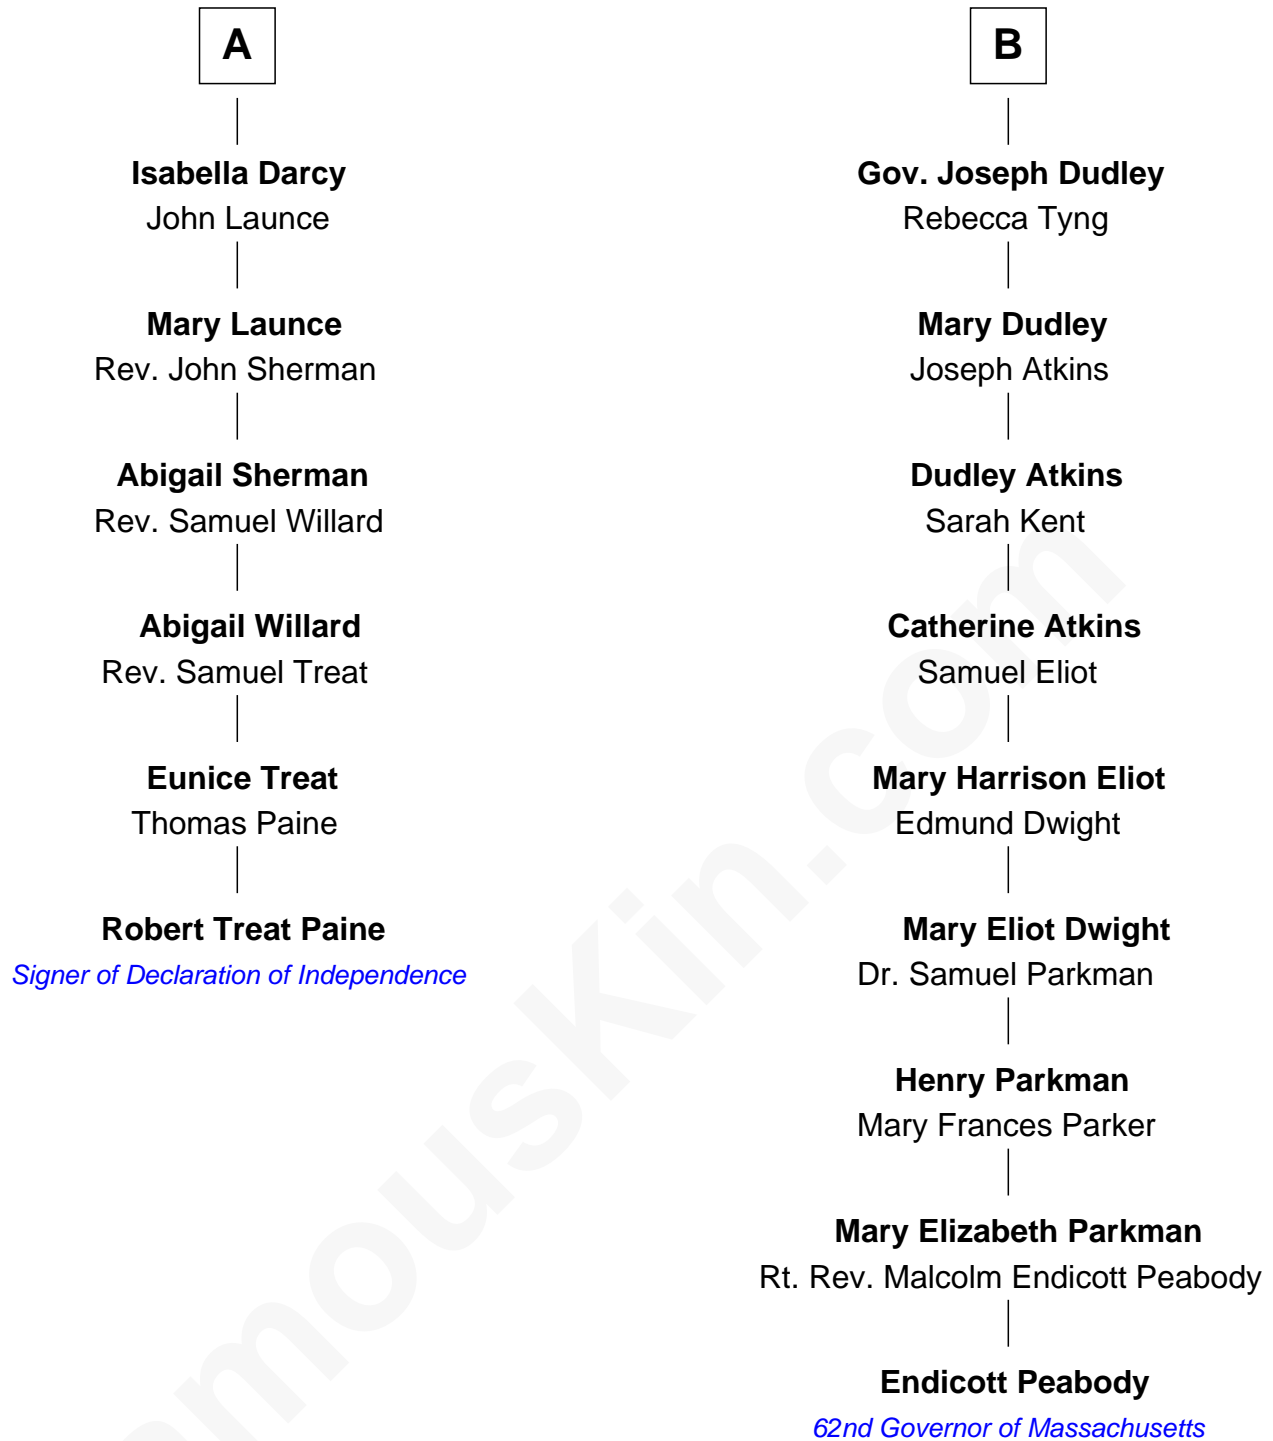 A
Isabella Darcy
John Launce
Mary Launce
Rev. John Sherman
Abigail Sherman
Rev. Samuel Willard
Abigail Willard
Rev. Samuel Treat
Eunice Treat
Thomas Paine
Robert Treat Paine
Signer of Declaration of Independence
B
Gov. Joseph Dudley
Rebecca Tyng
Mary Dudley
Joseph Atkins
Dudley Atkins
Sarah Kent
Catherine Atkins
Samuel Eliot
Mary Harrison Eliot
Edmund Dwight
Mary Eliot Dwight
Dr. Samuel Parkman
Henry Parkman
Mary Frances Parker
Mary Elizabeth Parkman
Rt. Rev. Malcolm Endicott Peabody
Endicott Peabody
62nd Governor of Massachusetts
amouskin.com